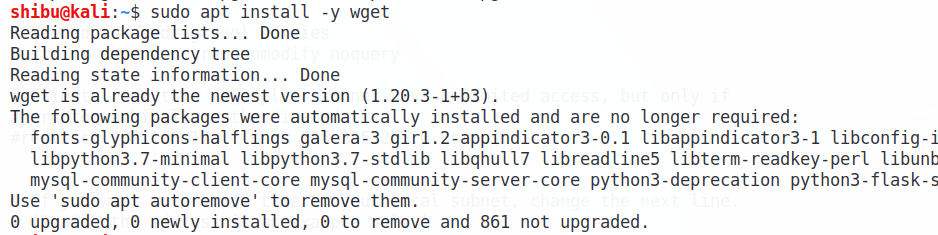 shibu@kali:~$ sudo apt install -y wget
Reading package lists... Done
Building dependency tree
Reading state information... Done
wget is already the newest version (1.20.3-1+b3).
The following packages were automatically installed and are no longer required:
fonts-glyphicons-halflings galera-3 gir1.2-appindicator3-0.1 libappindicator3-1 libconfig-i
libpython3.7-minimal libpython3.7-stdlib libqhull7 libreadline5 libterm-readkey-perl libunb
mysql-community-client-core mysql-community-server-core python3-deprecation python3-flask-s
Use 'sudo apt autoremove' to remove them.
0 upgraded, 0 newly installed, 0 to remove and 861 not upgraded.